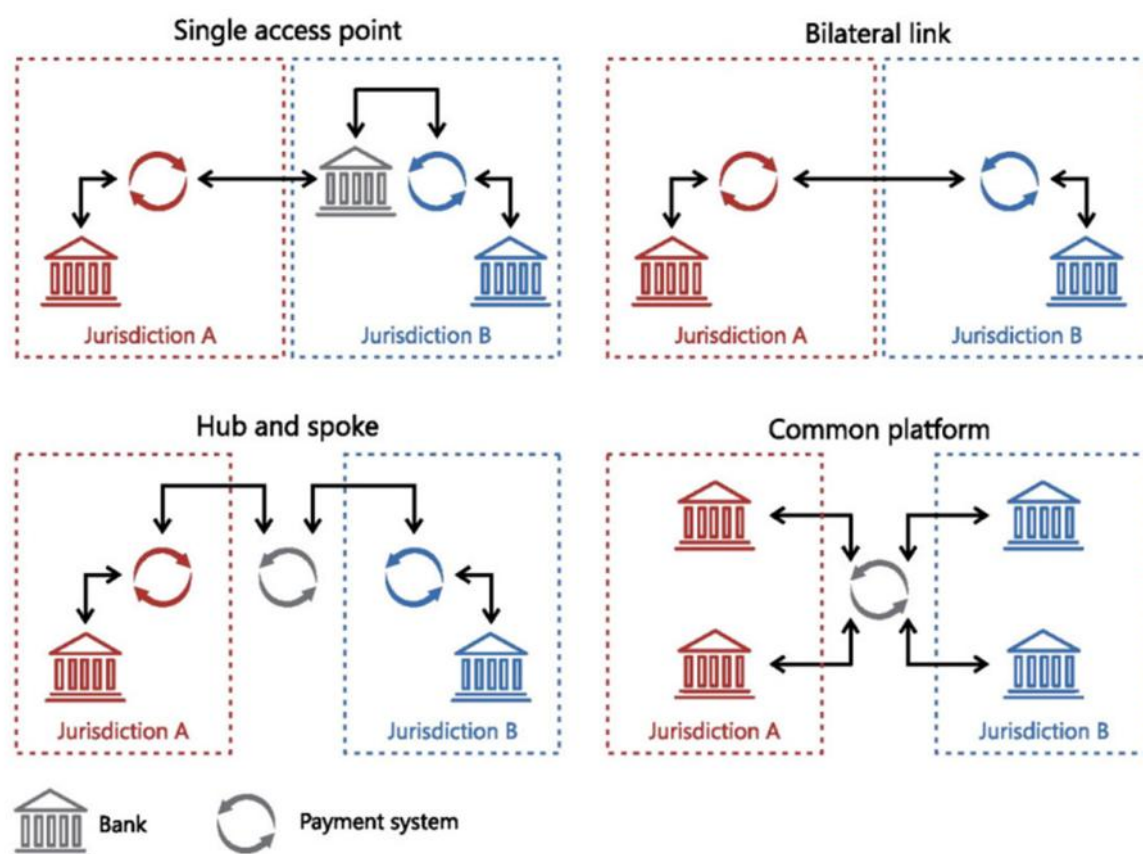 Single access point
Bilateral link
Jurisdiction A
Jurisdiction B
Jurisdiction A
Jurisdiction B
Hub and spoke
Common platform
Jurisdiction A
Jurisdiction B
Jurisdiction A
Jurisdiction B
Bank
Payment system